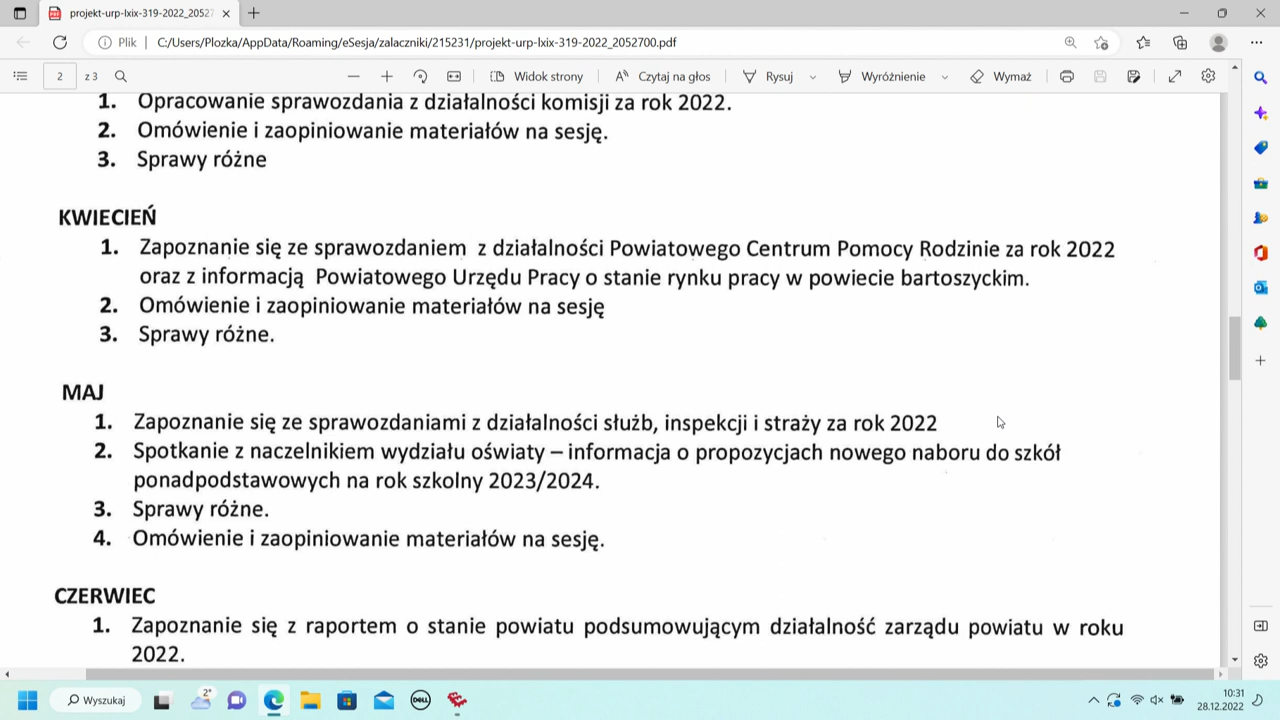 projekt-urp-lxix-319-2022_2052
Plik | C:/Users/Plozka/AppData/Roaming/eSesja/zalaczniki/215231/projekt-urp-lxix-319-2022_2052700.pdf
2 z 3 Widok strony Czytaj na głos Rysuj Wyróżnienie Wymaż
1. Opracowanie sprawozdania z działalności komisji za rok 2022.
2. Omówienie i zaopiniowanie materiałów na sesję.
3. Sprawy różne
KWIECIEŃ
1. Zapoznanie się ze sprawozdaniem z działalności Powiatowego Centrum Pomocy Rodzinie za rok 2022
oraz z informacją Powiatowego Urzędu Pracy o stanie rynku pracy w powiecie bartoszyckim.
2. Omówienie i zaopiniowanie materiałów na sesję
3. Sprawy różne.
MAJ
1. Zapoznanie się ze sprawozdaniami z działalności służb, inspekcji i straży za rok 2022
2. Spotkanie z naczelnikiem wydziału oświaty – informacja o propozycjach nowego naboru do szkół
ponadpodstawowych na rok szkolny 2023/2024.
3. Sprawy różne.
4. Omówienie i zaopiniowanie materiałów na sesję.
CZERWIEC
1. Zapoznanie się z raportem o stanie powiatu podsumowującym działalność zarządu powiatu w roku
2022.
Wyszukaj
2°
DELL
10:31
28.12.2022